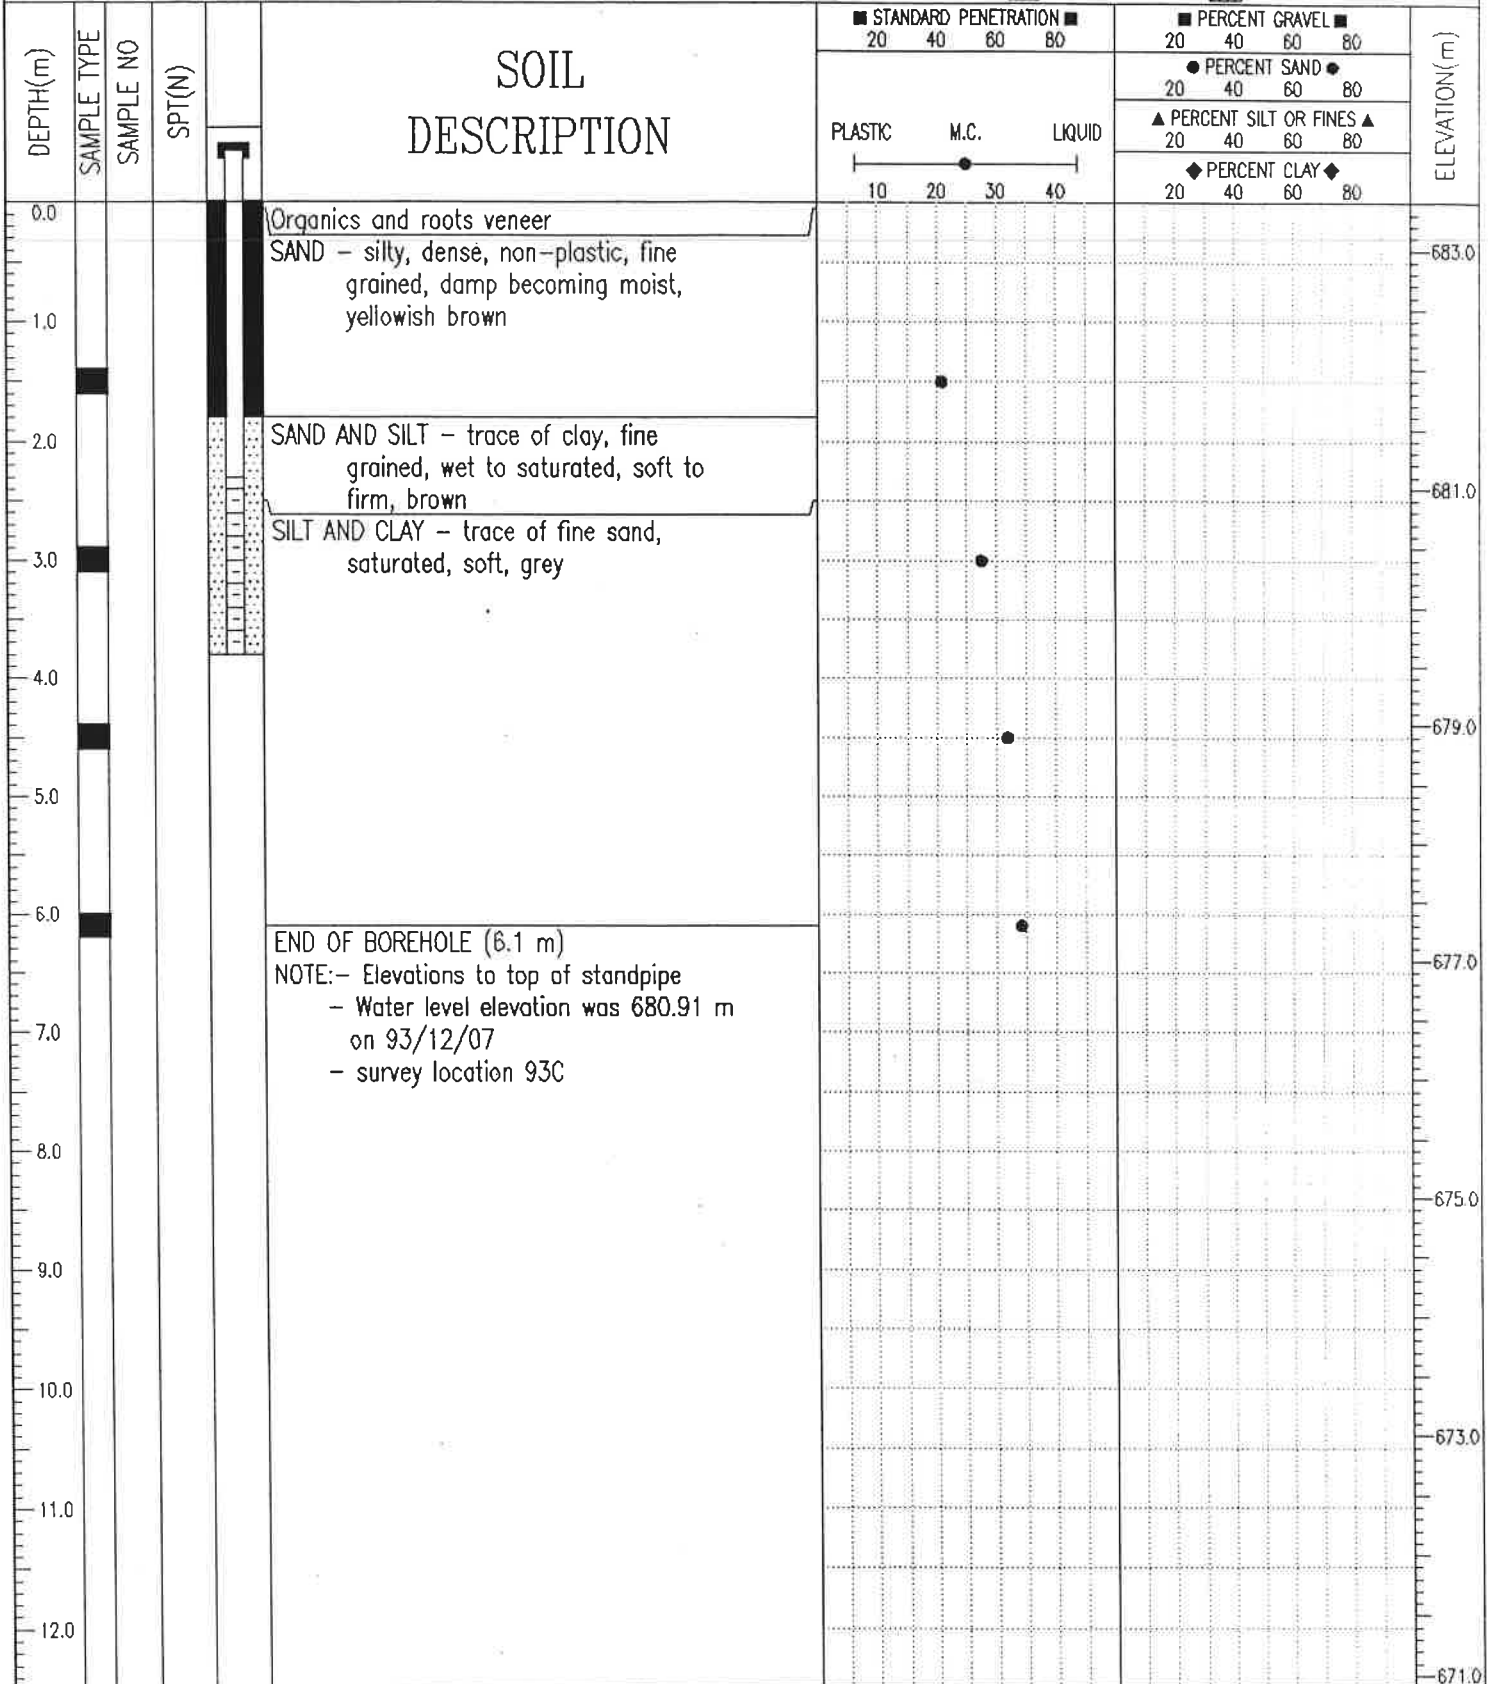 DEPTH(m)
SAMPLE TYPE
SAMPLE NO
SPT(N)
SOIL
DESCRIPTION
■ STANDARD PENETRATION ■
20 40 60 80
PLASTIC M.C. LIQUID
10 20 30 40
■ PERCENT GRAVEL ■
20 40 60 80
● PERCENT SAND ●
20 40 60 80
▲ PERCENT SILT OR FINES ▲
20 40 60 80
◆ PERCENT CLAY ◆
20 40 60 80
ELEVATION(m)
0.0
1.0
2.0
3.0
4.0
5.0
6.0
7.0
8.0
9.0
10.0
11.0
12.0
Organics and roots veneer
SAND – silty, dense, non–plastic, fine
grained, damp becoming moist,
yellowish brown
SAND AND SILT – trace of clay, fine
grained, wet to saturated, soft to
firm, brown
SILT AND CLAY – trace of fine sand,
saturated, soft, grey
END OF BOREHOLE (6.1 m)
NOTE:– Elevations to top of standpipe
– Water level elevation was 680.91 m
on 93/12/07
– survey location 93C
683.0
681.0
679.0
677.0
675.0
673.0
671.0